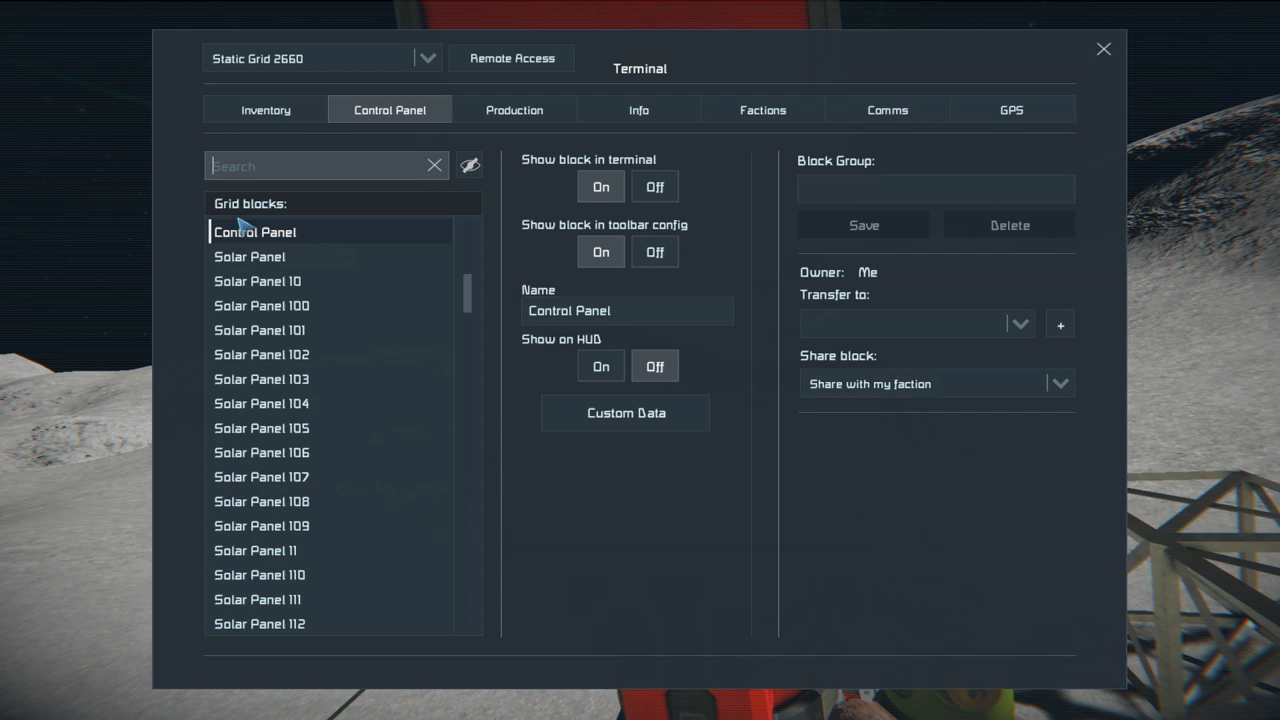 Static Grid 2660
Remote Access
Terminal
Inventory
Control Panel
Production
Info
Factions
Comms
GPS
Search
Grid blocks:
Control Panel
Solar Panel
Solar Panel 10
Solar Panel 100
Solar Panel 101
Solar Panel 102
Solar Panel 103
Solar Panel 104
Solar Panel 105
Solar Panel 106
Solar Panel 107
Solar Panel 108
Solar Panel 109
Solar Panel 11
Solar Panel 110
Solar Panel 111
Solar Panel 112
Show block in terminal
On Off
Show block in toolbar config
On Off
Name
Control Panel
Show on HUD
On Off
Custom Data
Block Group:
Save Delete
Owner: Me
Transfer to:
+
Share block:
Share with my faction